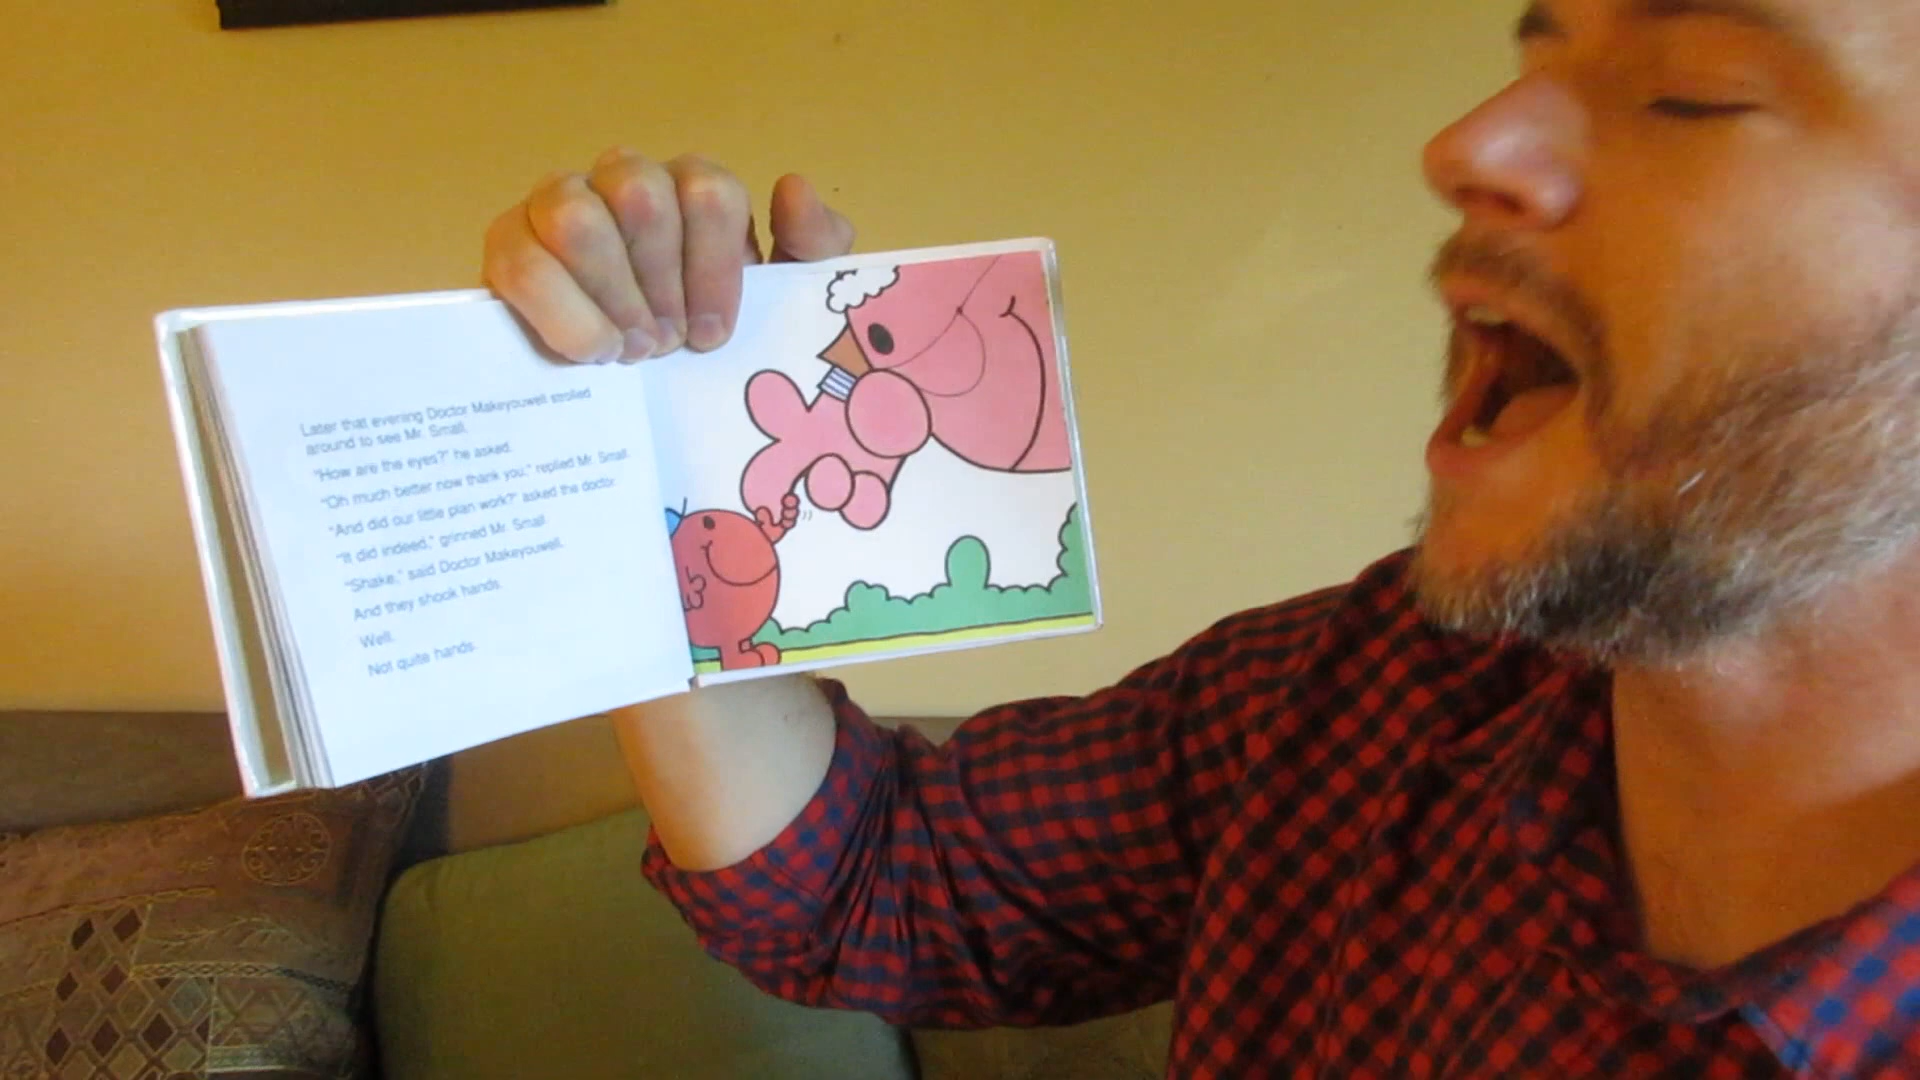 Later that evening Doctor Makeyouwell strolled
around to see Mr. Small.
"How are the eyes?" he asked.
"Oh much better now thank you," replied Mr. Small.
"And did our little plan work?" asked the doctor.
"It did indeed," grinned Mr. Small.
"Shake," said Doctor Makeyouwell.
And they shook hands.
Well.
Not quite hands.